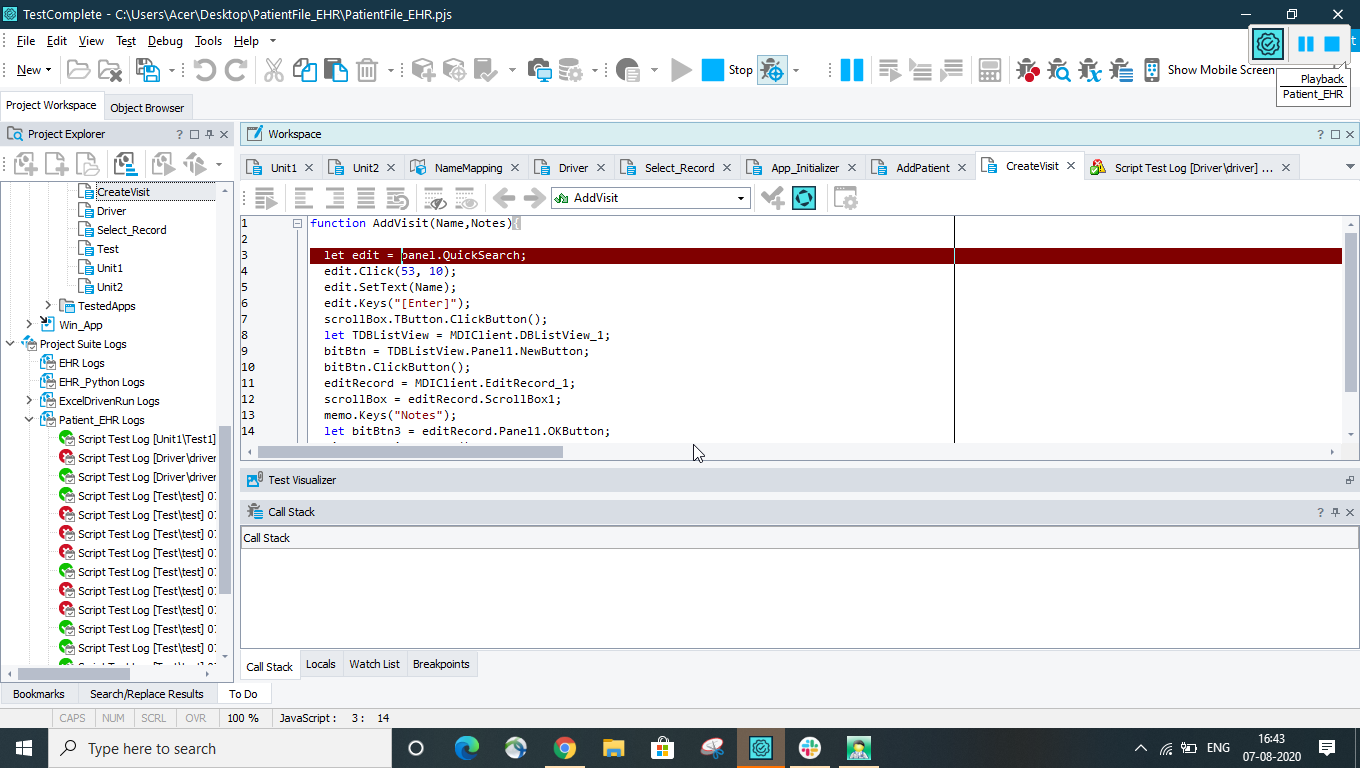 TestComplete - C:\Users\Acer\Desktop\PatientFile_EHR\PatientFile_EHR.pjs
File Edit View Test Debug Tools Help
New Stop Show Mobile Screen
Playback
Patient_EHR
Project Workspace Object Browser
Project Explorer
Workspace
Unit1 Unit2 NameMapping Driver Select_Record App_Initializer AddPatient CreateVisit Script Test Log [Driver\driver] ...
AddVisit
CreateVisit
Driver
Select_Record
Test
Unit1
Unit2
TestedApps
Win_App
Project Suite Logs
EHR Logs
EHR_Python Logs
ExcelDrivenRun Logs
Patient_EHR Logs
Script Test Log [Unit1\Test1]
Script Test Log [Driver\driver
Script Test Log [Driver\driver
Script Test Log [Test\test] 07
Script Test Log [Test\test] 07
Script Test Log [Test\test] 07
Script Test Log [Test\test] 07
Script Test Log [Test\test] 07
Script Test Log [Test\test] 07
Script Test Log [Test\test] 07
Script Test Log [Test\test] 07
Script Test Log [Test\test] 07
1 function AddVisit(Name,Notes){
2
3 let edit = panel.QuickSearch;
4 edit.Click(53, 10);
5 edit.SetText(Name);
6 edit.Keys("[Enter]");
7 scrollBox.TButton.ClickButton();
8 let TDBListView = MDIClient.DBListView_1;
9 bitBtn = TDBListView.Panel1.NewButton;
10 bitBtn.ClickButton();
11 editRecord = MDIClient.EditRecord_1;
12 scrollBox = editRecord.ScrollBox1;
13 memo.Keys("Notes");
14 let bitBtn3 = editRecord.Panel1.OKButton;
Test Visualizer
Call Stack
Call Stack
Call Stack Locals Watch List Breakpoints
Bookmarks Search/Replace Results To Do
CAPS NUM SCRL OVR 100 % JavaScript : 3 : 14
Type here to search
ENG
16:43
07-08-2020